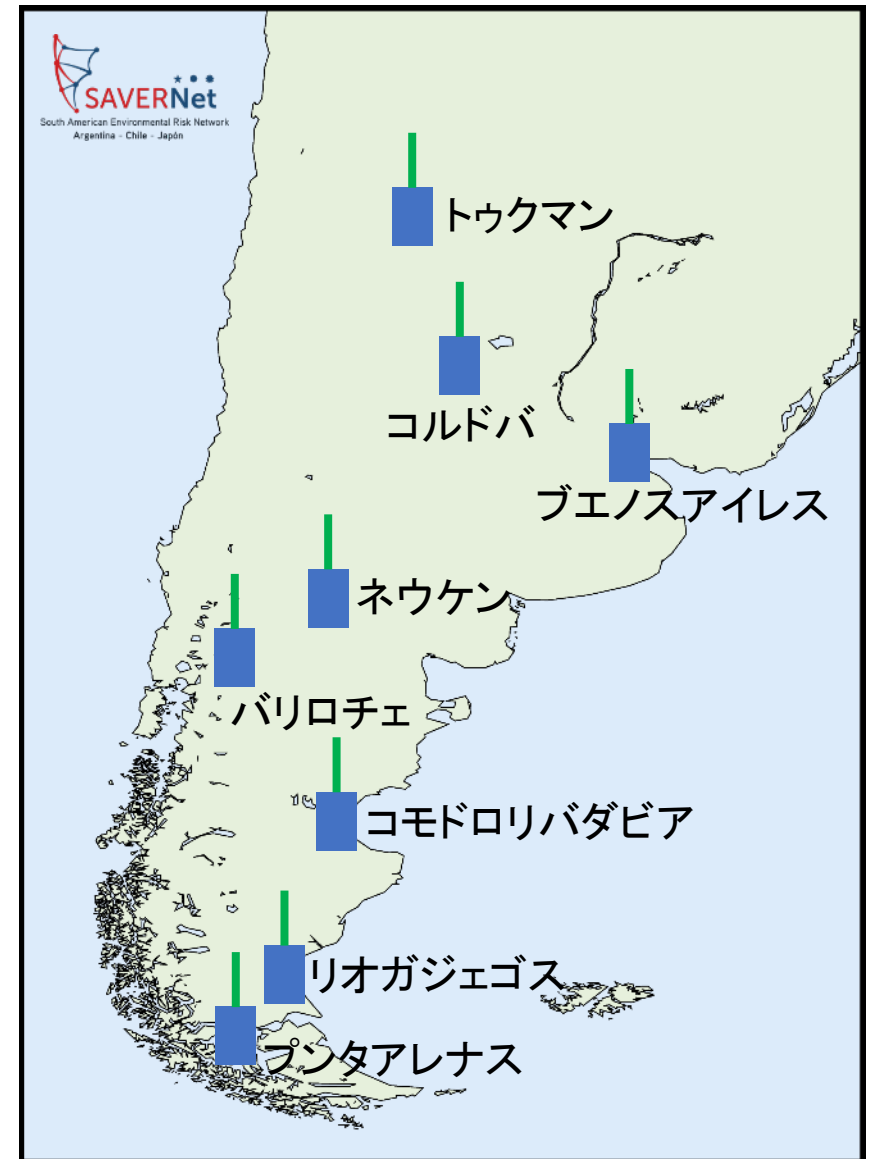 SAVERNet
South American Environmental Risk Network
Argentina - Chile - Japón
トゥクマン
コルドバ
ブエノスアイレス
ネウケン
バリロチェ
コモドロリバダビア
リオガジェゴス
プンタアレナス